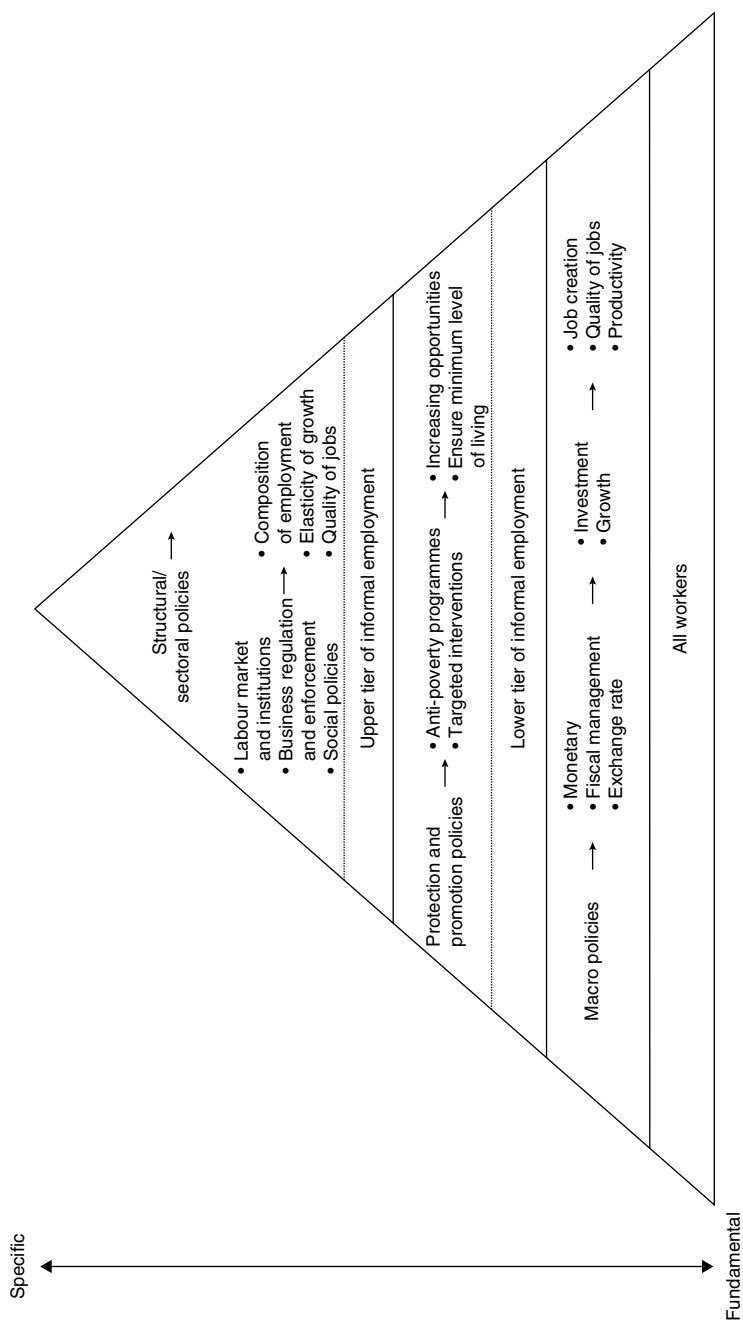 Specific
Structural/
sectoral policies
• Labour market
and institutions
• Business regulation
and enforcement
• Social policies
• Composition
of employment
• Elasticity of growth
• Quality of jobs
Upper tier of informal employment
Protection and
promotion policies
• Anti-poverty programmes
• Targeted interventions
• Increasing opportunities
• Ensure minimum level
of living
Lower tier of informal employment
Macro policies
• Monetary
• Fiscal management
• Exchange rate
• Investment
• Growth
• Job creation
• Quality of jobs
• Productivity
All workers
Fundamental